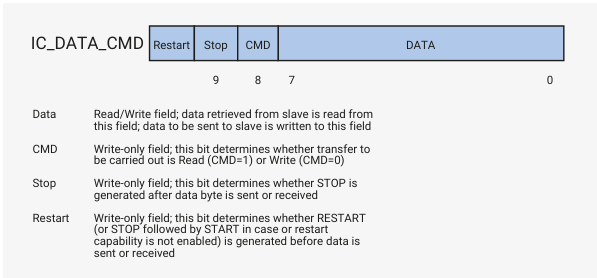 IC_DATA_CMD Restart Stop CMD DATA
9 8 7 0
Data Read/Write field; data retrieved from slave is read from
this field; data to be sent to slave is written to this field
CMD Write-only field; this bit determines whether transfer to
be carried out is Read (CMD=1) or Write (CMD=0)
Stop Write-only field; this bit determines whether STOP is
generated after data byte is sent or received
Restart Write-only field; this bit determines whether RESTART
(or STOP followed by START in case or restart
capability is not enabled) is generated before data is
sent or received